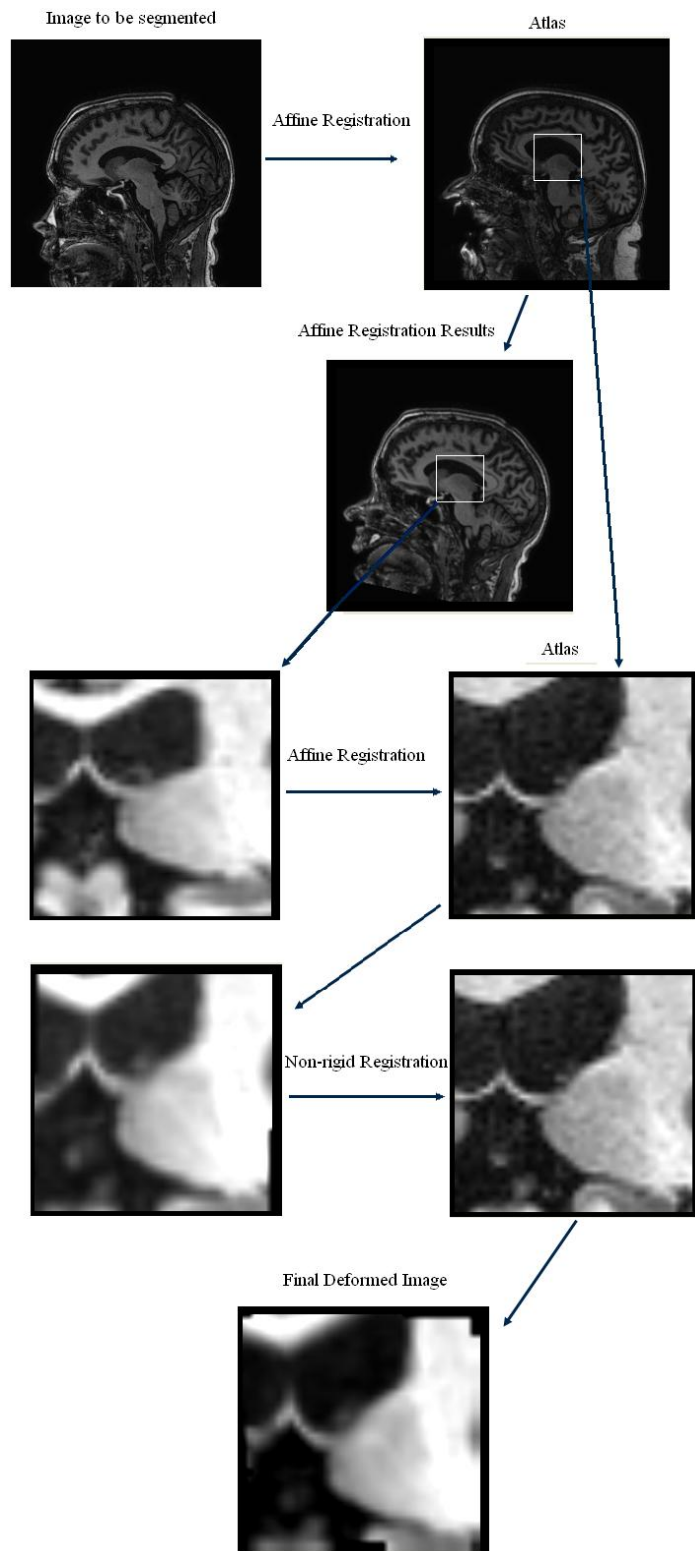 Image to be segmented
Atlas
Affine Registration
Affine Registration Results
Atlas
Affine Registration
Non-rigid Registration
Final Deformed Image